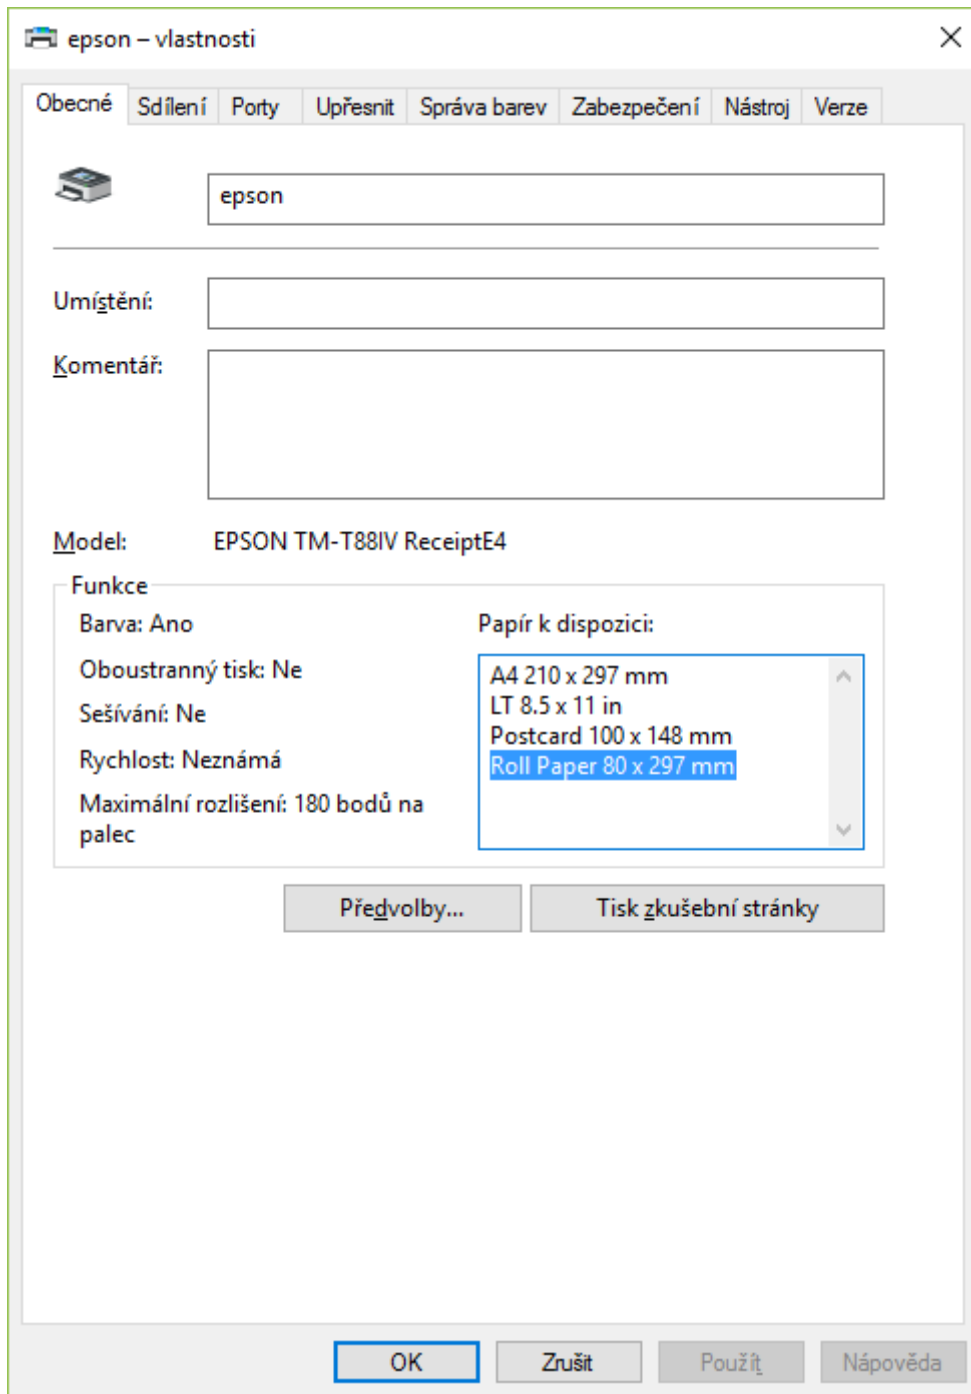 epson – vlastnosti
Obecné Sdílení Porty Upřesnit Správa barev Zabezpečení Nástroj Verze
epson
Umístění:
Komentář:
Model: EPSON TM-T88IV ReceiptE4
Funkce
Barva: Ano
Papír k dispozici:
Oboustranný tisk: Ne
Sešívání: Ne
Rychlost: Neznámá
Maximální rozlišení: 180 bodů na
palec
A4 210 x 297 mm
LT 8.5 x 11 in
Postcard 100 x 148 mm
Roll Paper 80 x 297 mm
Předvolby... Tisk zkušební stránky
OK Zrušit Použít Nápověda